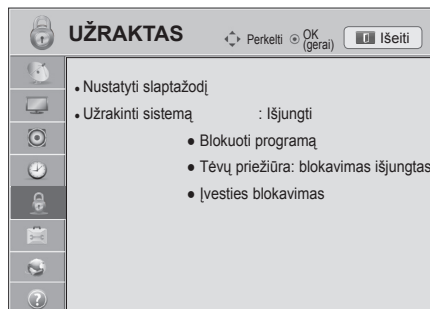 UŽRAKTAS Perkelti OK (gerai) Išeiti
• Nustatyti slaptažodį
• Užrakinti sistemą : Išjungti
• Blokuoti programą
• Tėvų priežiūra: blokavimas išjungtas
• Įvesties blokavimas